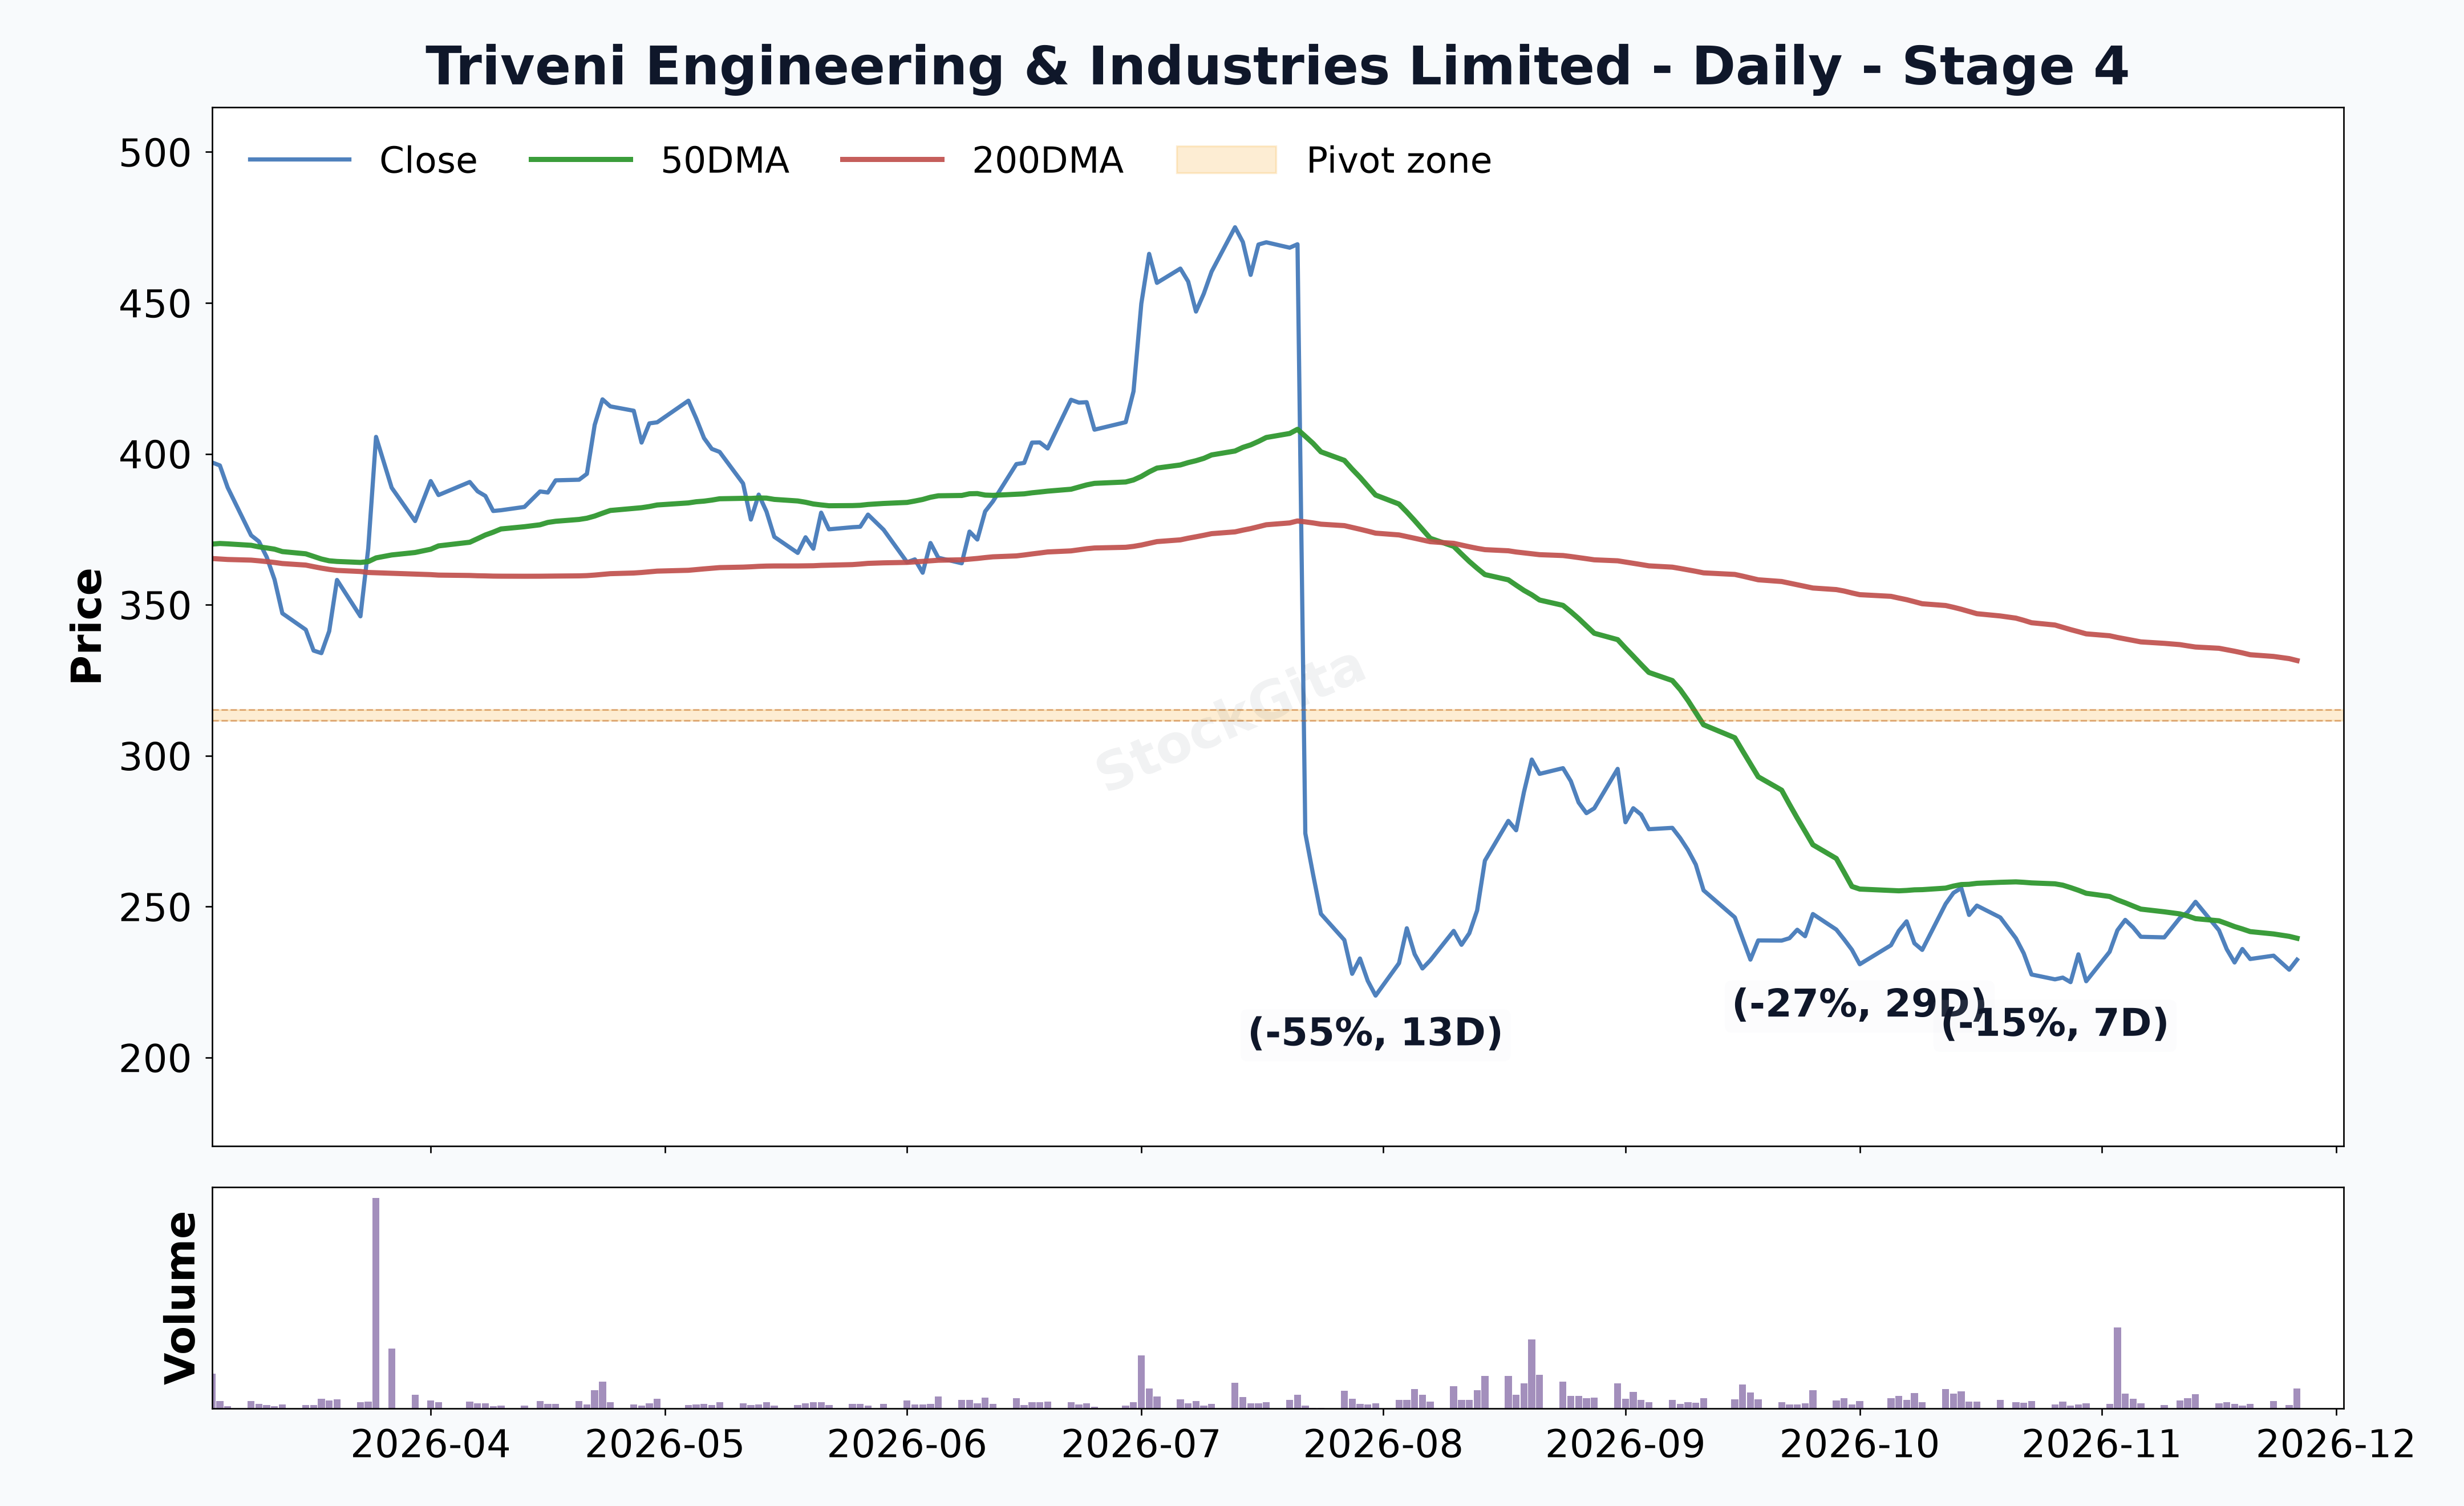 Triveni Engineering & Industries Limited - Daily - Stage 4
Close 50DMA 200DMA Pivot zone
Price
500
450
400
350
300
250
200
StockGita
(-55%, 13D)
(-27%, 29D)
(-15%, 7D)
Volume
2026-04 2026-05 2026-06 2026-07 2026-08 2026-09 2026-10 2026-11 2026-12